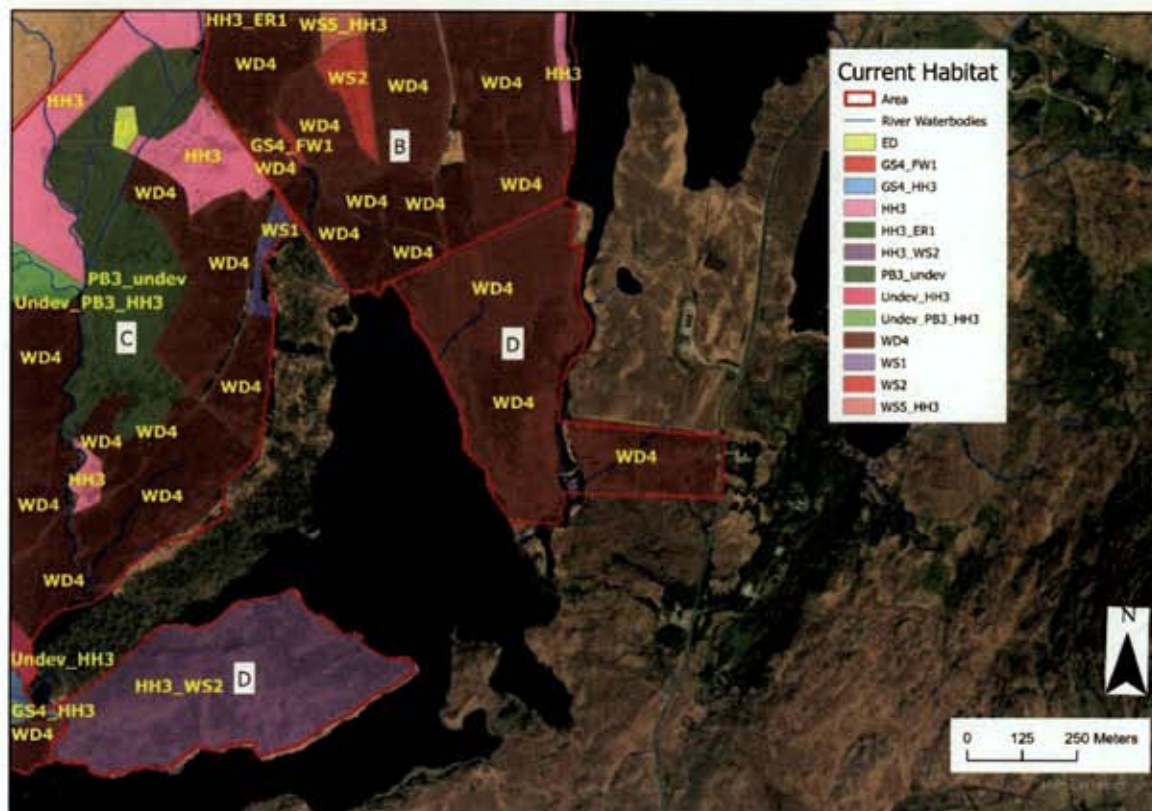 HH3_ER1
WS5_HH3
WD4
WS2
WD4
WD4
HH3
HH3
WD4
GS4_FW1
WD4
B
HH3
WD4
WD4
WD4
WD4
WS1
WD4
WD4
WD4
PB3_undev
Undev_PB3_HH3
C
WD4
WD4
D
WD4
WD4
WD4
WD4
WD4
HH3
WD4
WD4
WD4
WD4
Undev_HH3
HH3_WS2
D
GS4_HH3
WD4
Current Habitat
Area
River Waterbodies
ED
GS4_FW1
GS4_HH3
HH3
HH3_ER1
HH3_WS2
PB3_undev
Undev_HH3
Undev_PB3_HH3
WD4
WS1
WS2
WS5_HH3
N
0 125 250 Meters